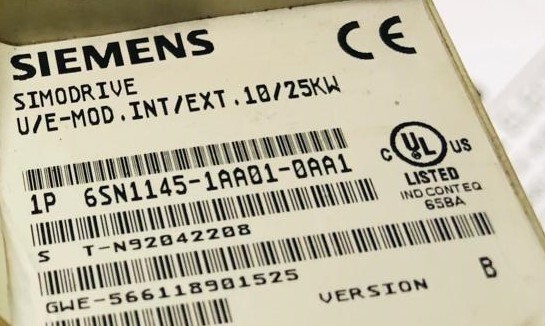 SIEMENS
CE
SIMODRIVE
U/E-MOD.INT/EXT.10/25KW
1P 6SN1145-1AA01-0AA1
C UL US
LISTED
IND CONT EQ
658A
S T-N92042208
GWE-566118901525
VERSION B